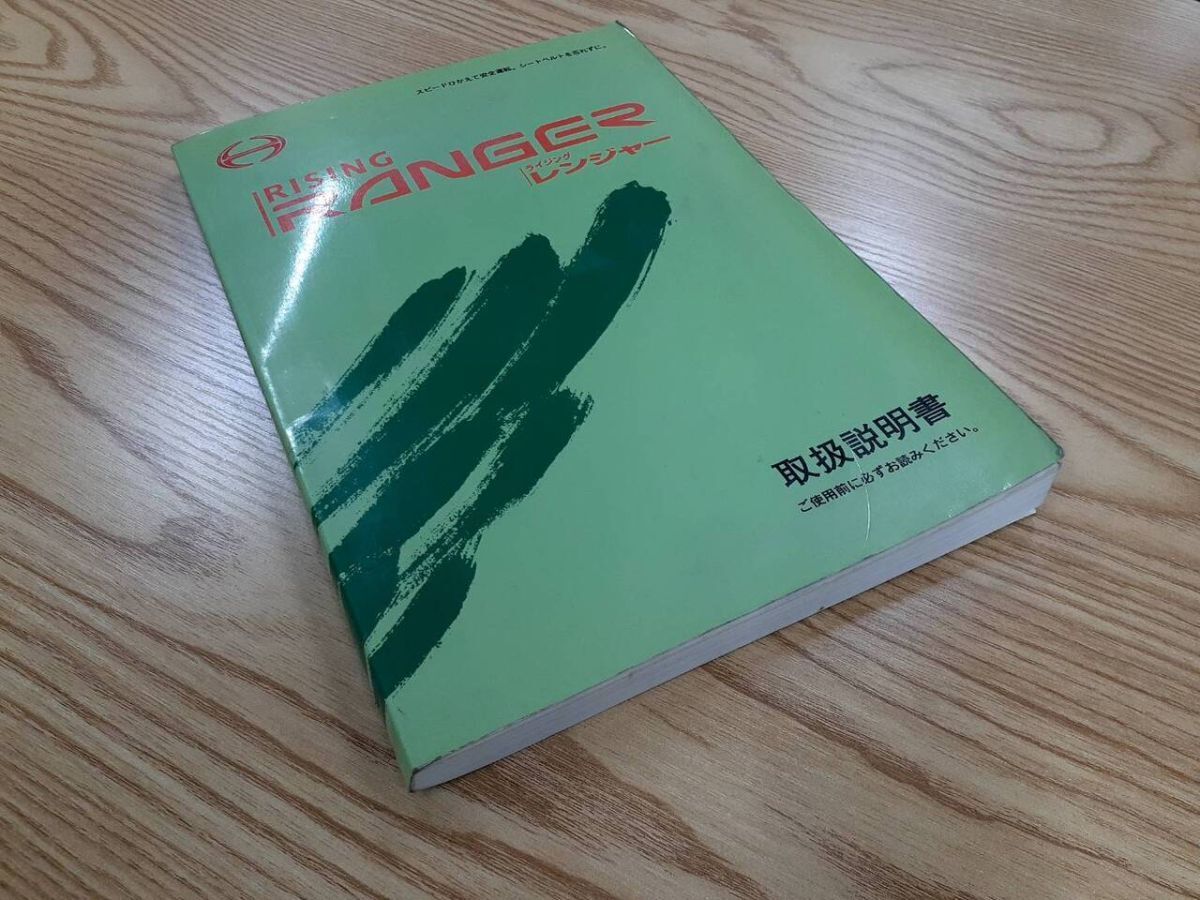 スピードひかえて安全運転。シートベルトを忘れずに。
RISING
RANGER
ライジング
レンジャー
取扱説明書
ご使用前に必ずお読みください。